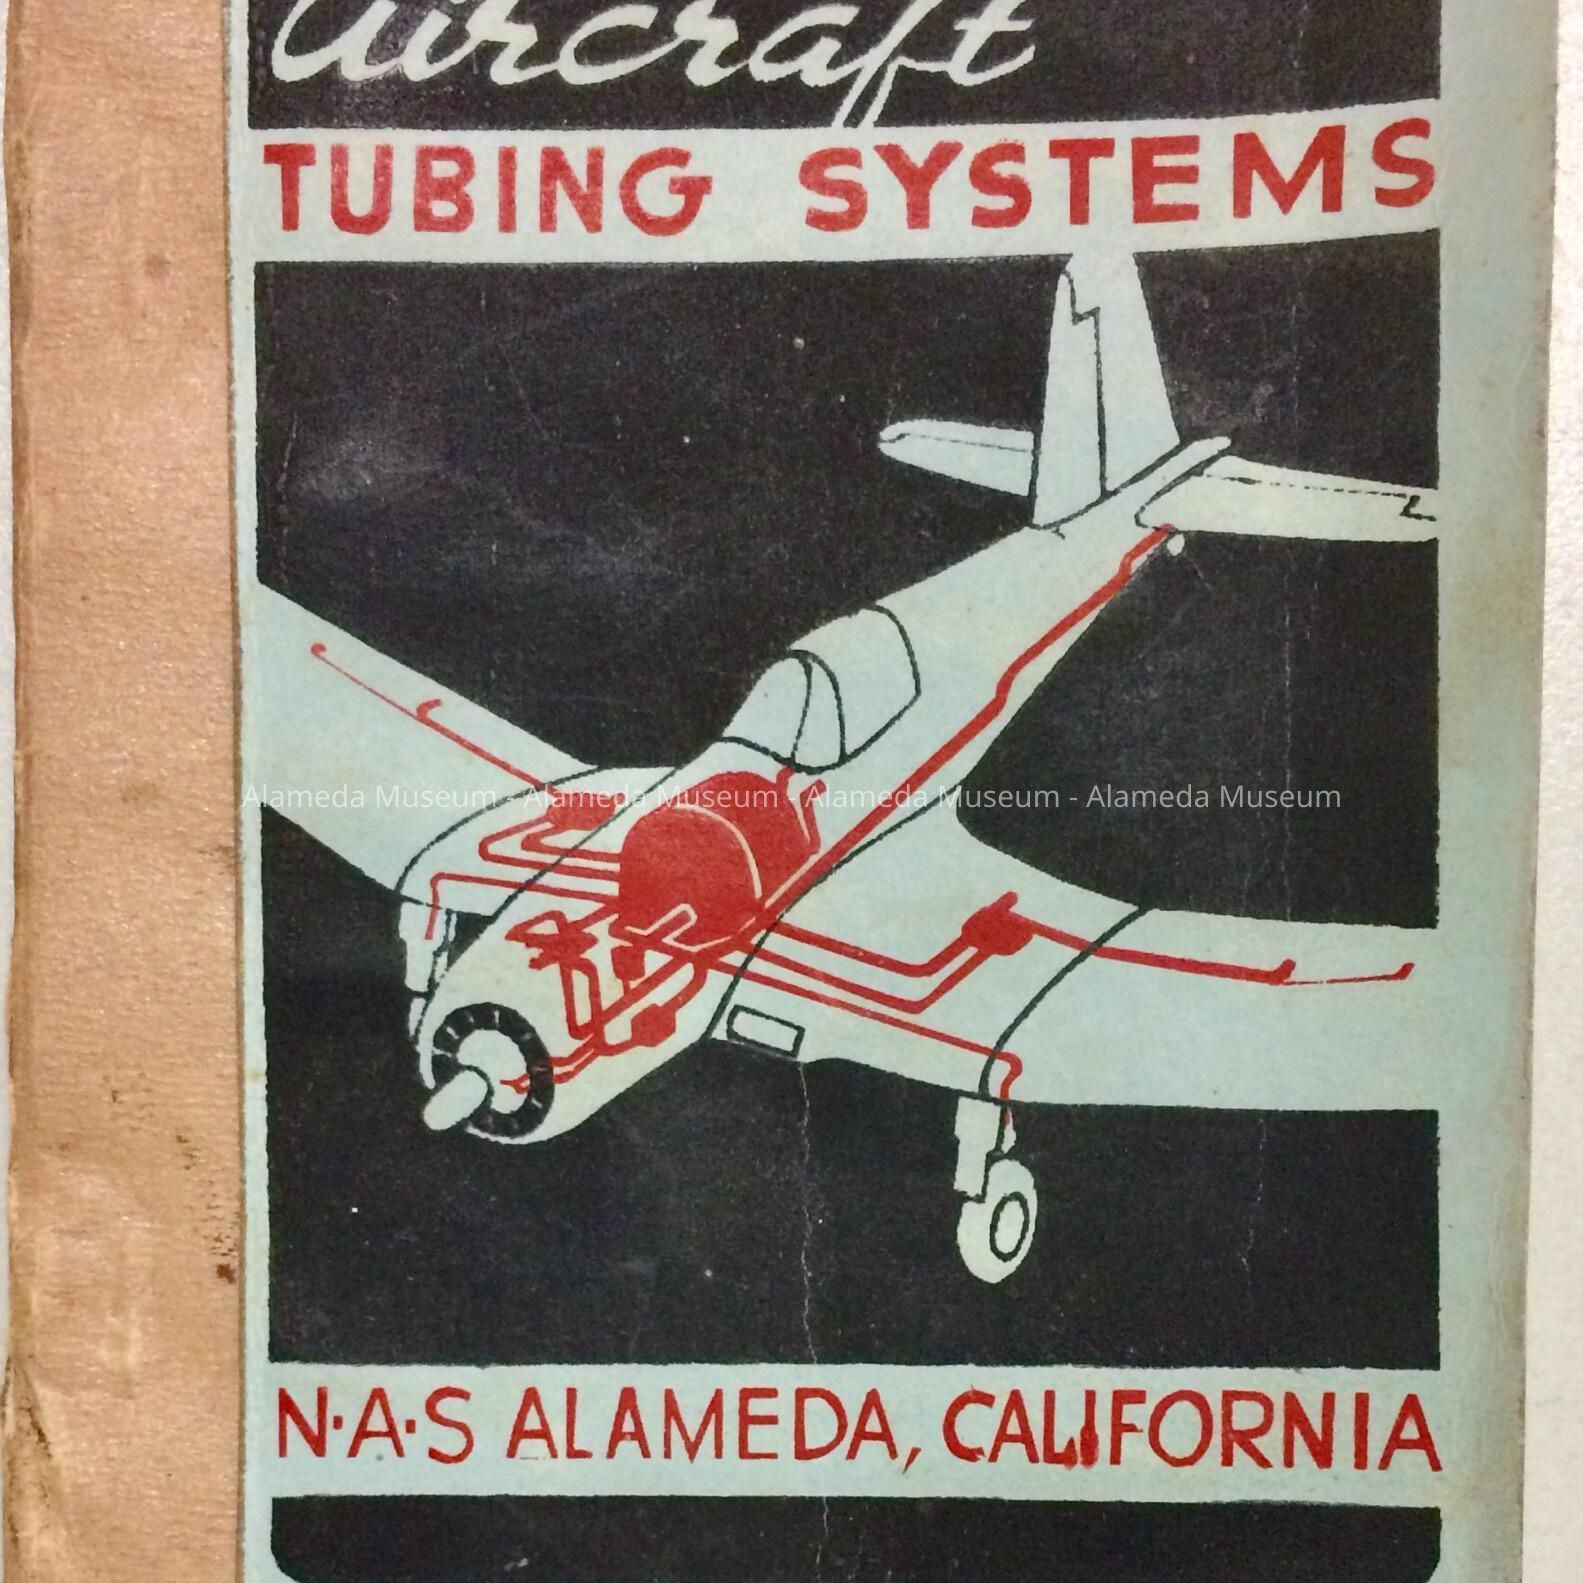 Aircraft
TUBING SYSTEMS
Alameda Museum - Alameda Museum - Alameda Museum - Alameda Museum
N·A·S ALAMEDA, CALIFORNIA